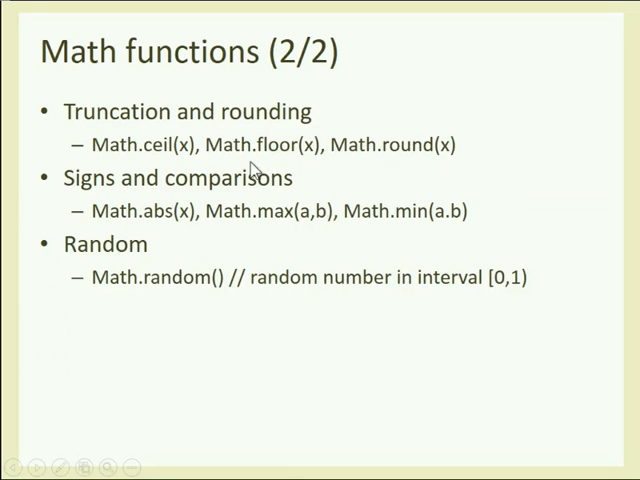 Math functions (2/2)
• Truncation and rounding
– Math.ceil(x), Math.floor(x), Math.round(x)
• Signs and comparisons
– Math.abs(x), Math.max(a,b), Math.min(a.b)
• Random
– Math.random() // random number in interval [0,1)